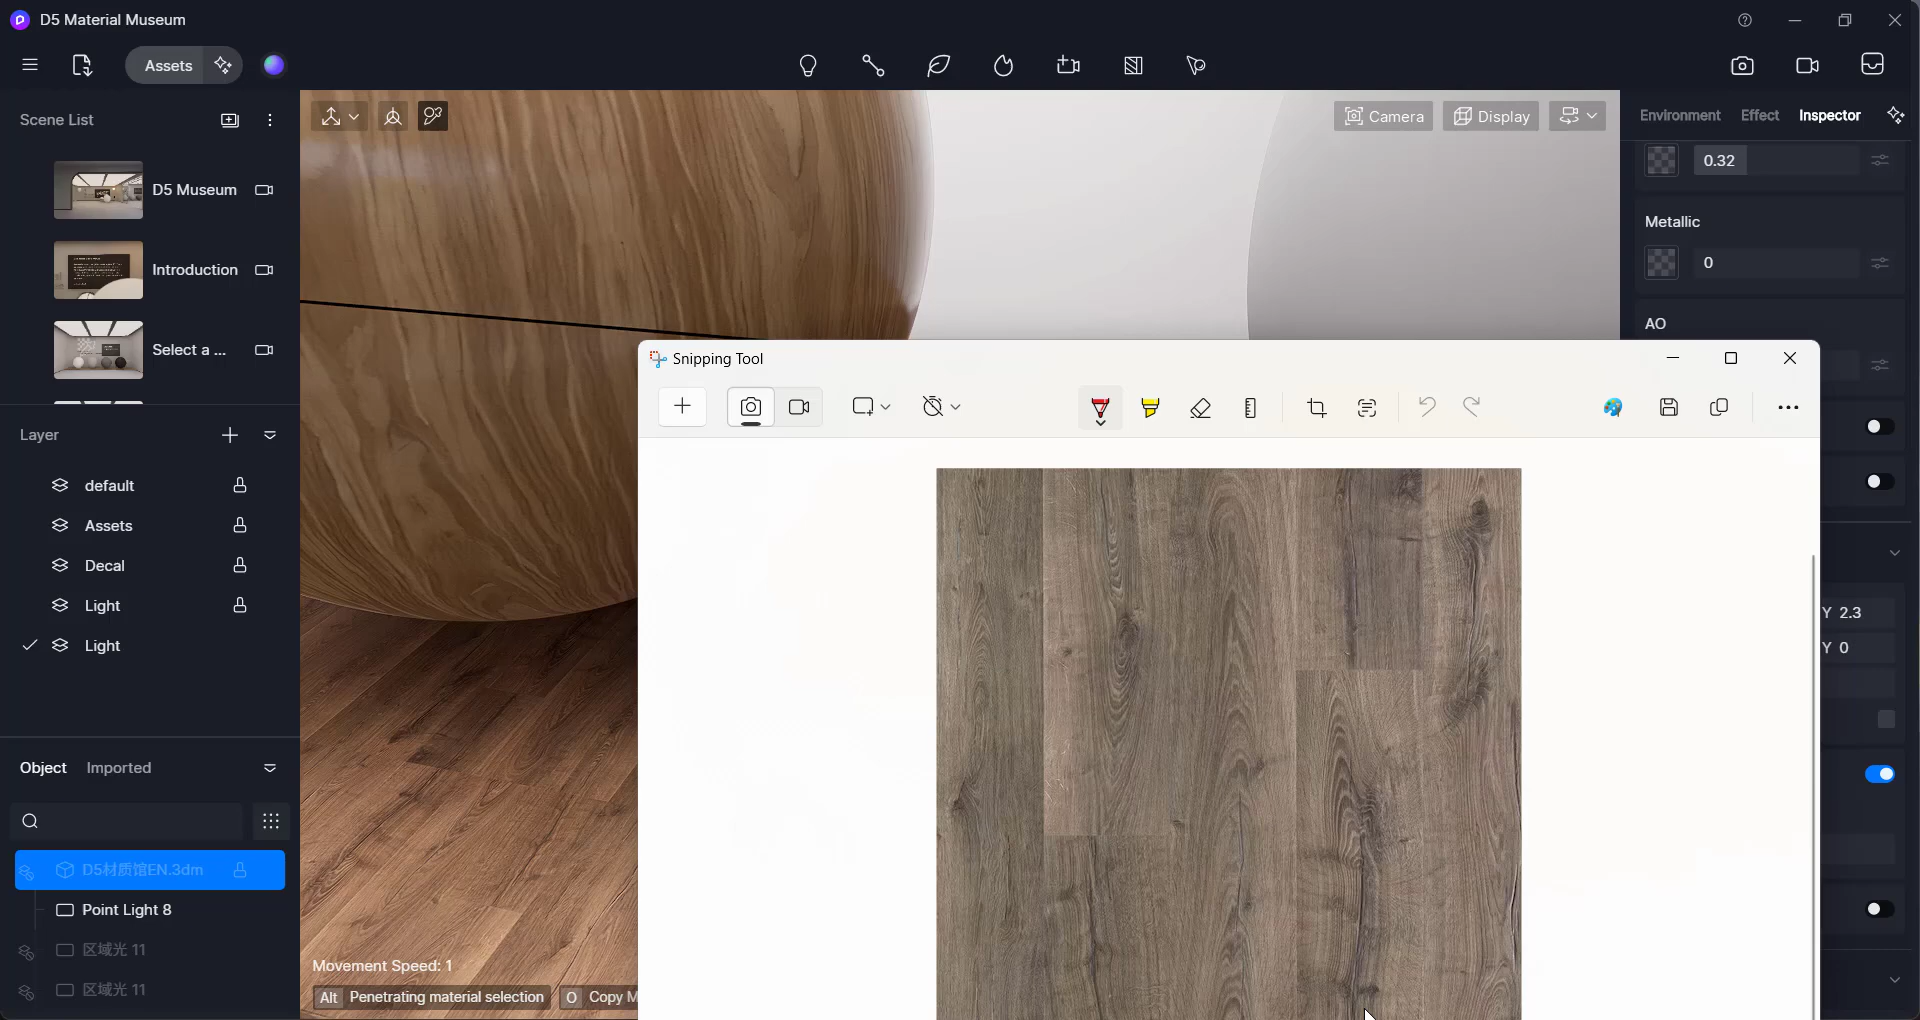 D5 Material Museum
Assets
Scene List
Camera
Display
Environment
Effect
Inspector
0.32
D5 Museum
Metallic
0
Introduction
AO
Select a ...
Snipping Tool
Layer
default
Assets
Decal
Light
Light
Y 2.3
Y 0
Object
Imported
D5材质馆EN.3dm
Point Light 8
区域光 11
区域光 11
Movement Speed: 1
Alt
Penetrating material selection
O
Copy M